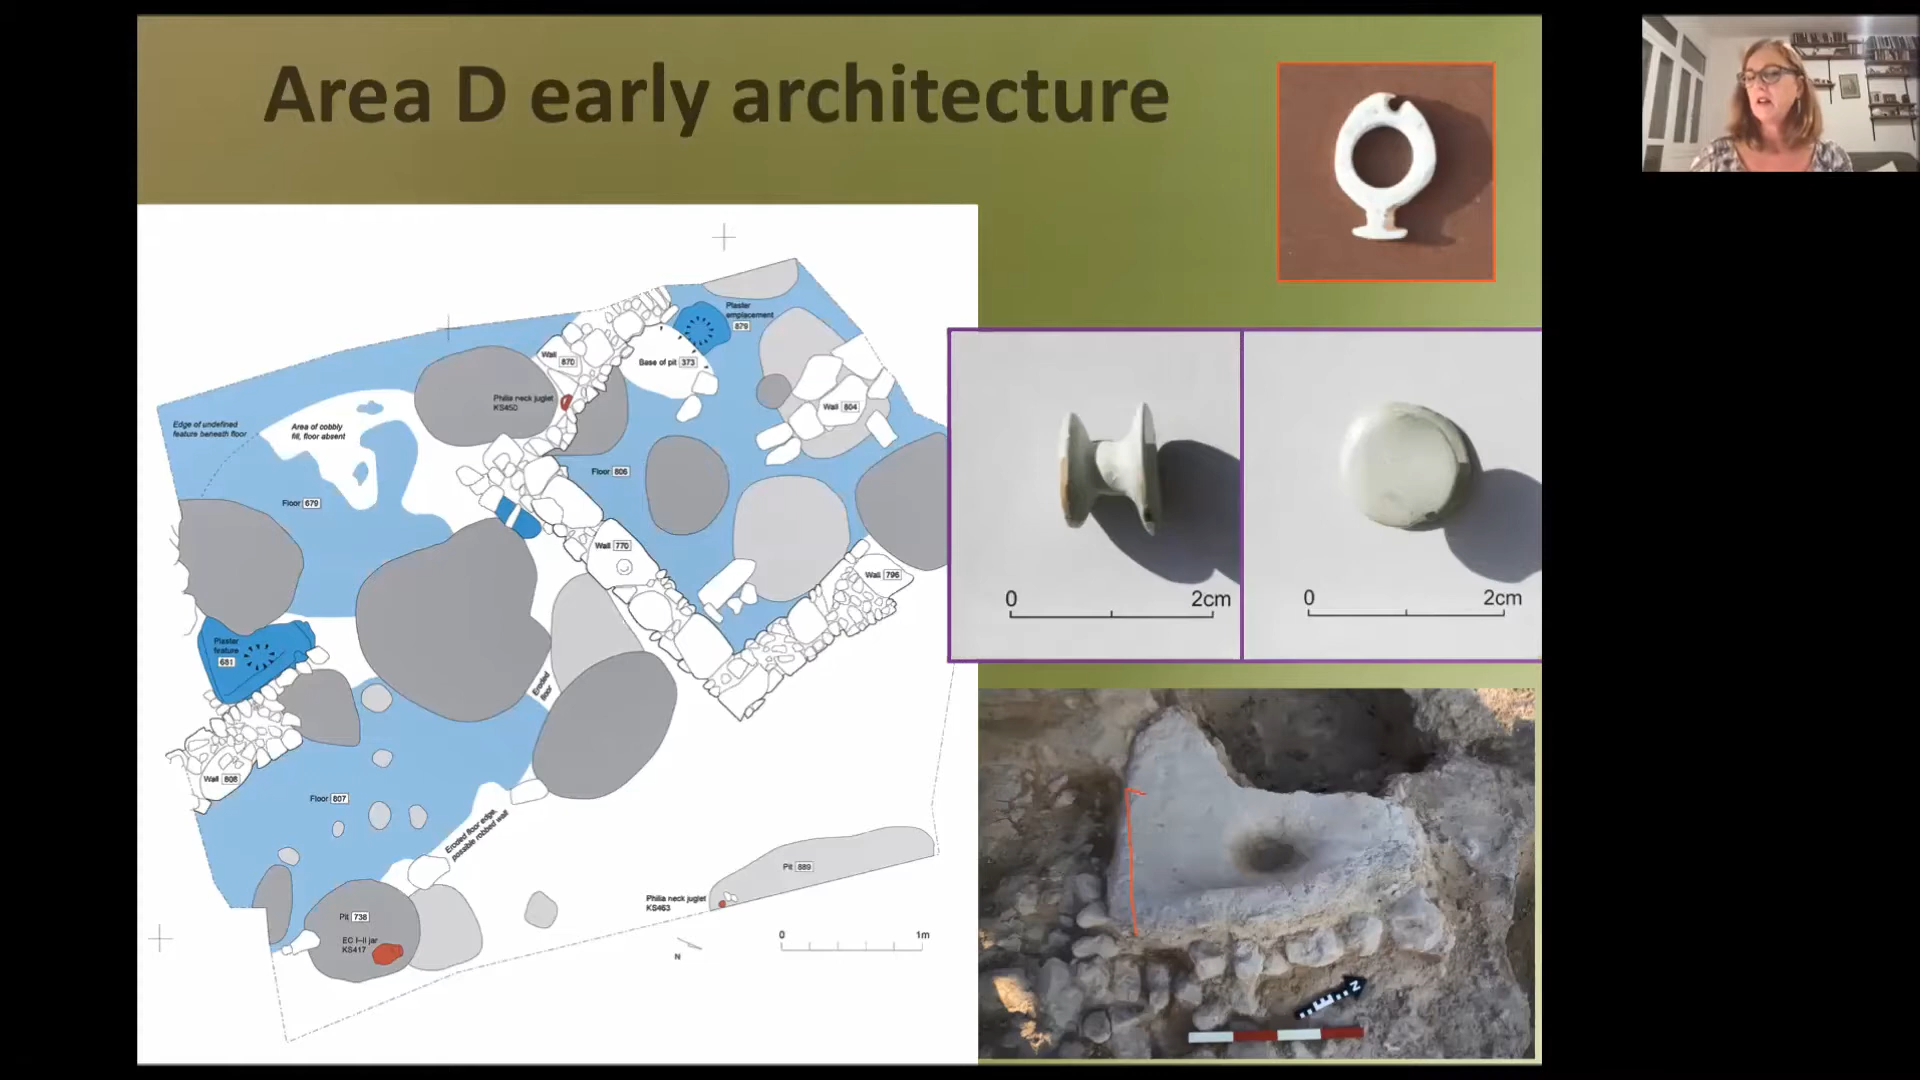 Area D early architecture
Plaster
emplacement
879
Wall
870
Base of pit 373
Philia neck juglet
KS450
Wall 804
Edge of undefined
feature beneath floor
Area of cobbly
fill, floor absent
Floor 806
Floor 679
Wall 770
Wall 796
0 2cm
0 2cm
Plaster
feature
681
Eroded
floor
Wall 808
Floor 807
Eroded floor edge,
possible robbed wall
Pit 889
Philia neck juglet
KS463
Pit 738
EC I-II jar
KS417
0 1m
N
N